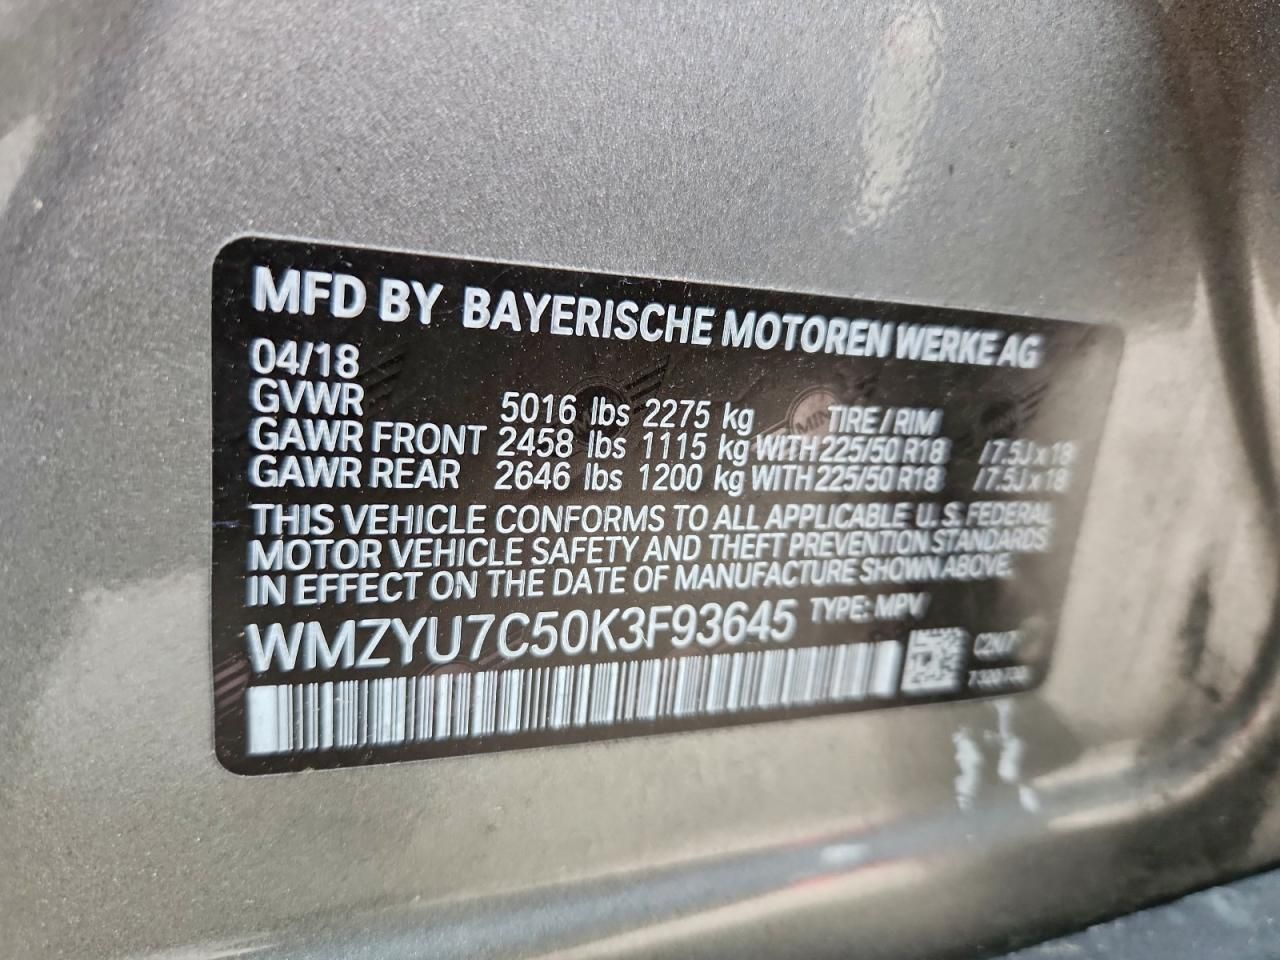 MFD BY BAYERISCHE MOTOREN WERKE AG
04/18
GVWR 5016 lbs 2275 kg TIRE / RIM
GAWR FRONT 2458 lbs 1115 kg WITH 225/50 R18 /7.5J x 18
GAWR REAR 2646 lbs 1200 kg WITH 225/50 R18 /7.5J x 18
THIS VEHICLE CONFORMS TO ALL APPLICABLE U. S. FEDERAL
MOTOR VEHICLE SAFETY AND THEFT PREVENTION STANDARDS
IN EFFECT ON THE DATE OF MANUFACTURE SHOWN ABOVE.
WMZYU7C50K3F93645 TYPE: MPV